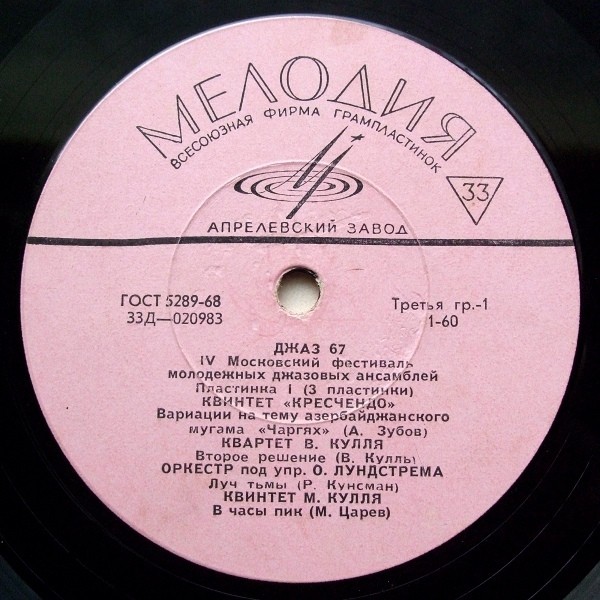 МЕЛОДИЯ
ВСЕСОЮЗНАЯ ФИРМА ГРАМПЛАСТИНОК
33
АПРЕЛЕВСКИЙ ЗАВОД
ГОСТ 5289-68
33Д—020983
Третья гр.-1
1-60
ДЖАЗ 67
IV Московский фестиваль
молодежных джазовых ансамблей
Пластинка I (3 пластинки)
КВИНТЕТ «КРЕСЧЕНДО»
Вариации на тему азербайджанского
мугама «Чаргях» (А. Зубов)
КВАРТЕТ В. КУЛЛЯ
Второе решение (В. Кулль)
ОРКЕСТР под упр. О. ЛУНДСТРЕМА
Луч тьмы (Р. Кунсман)
КВИНТЕТ М. КУЛЛЯ
В часы пик (М. Царев)